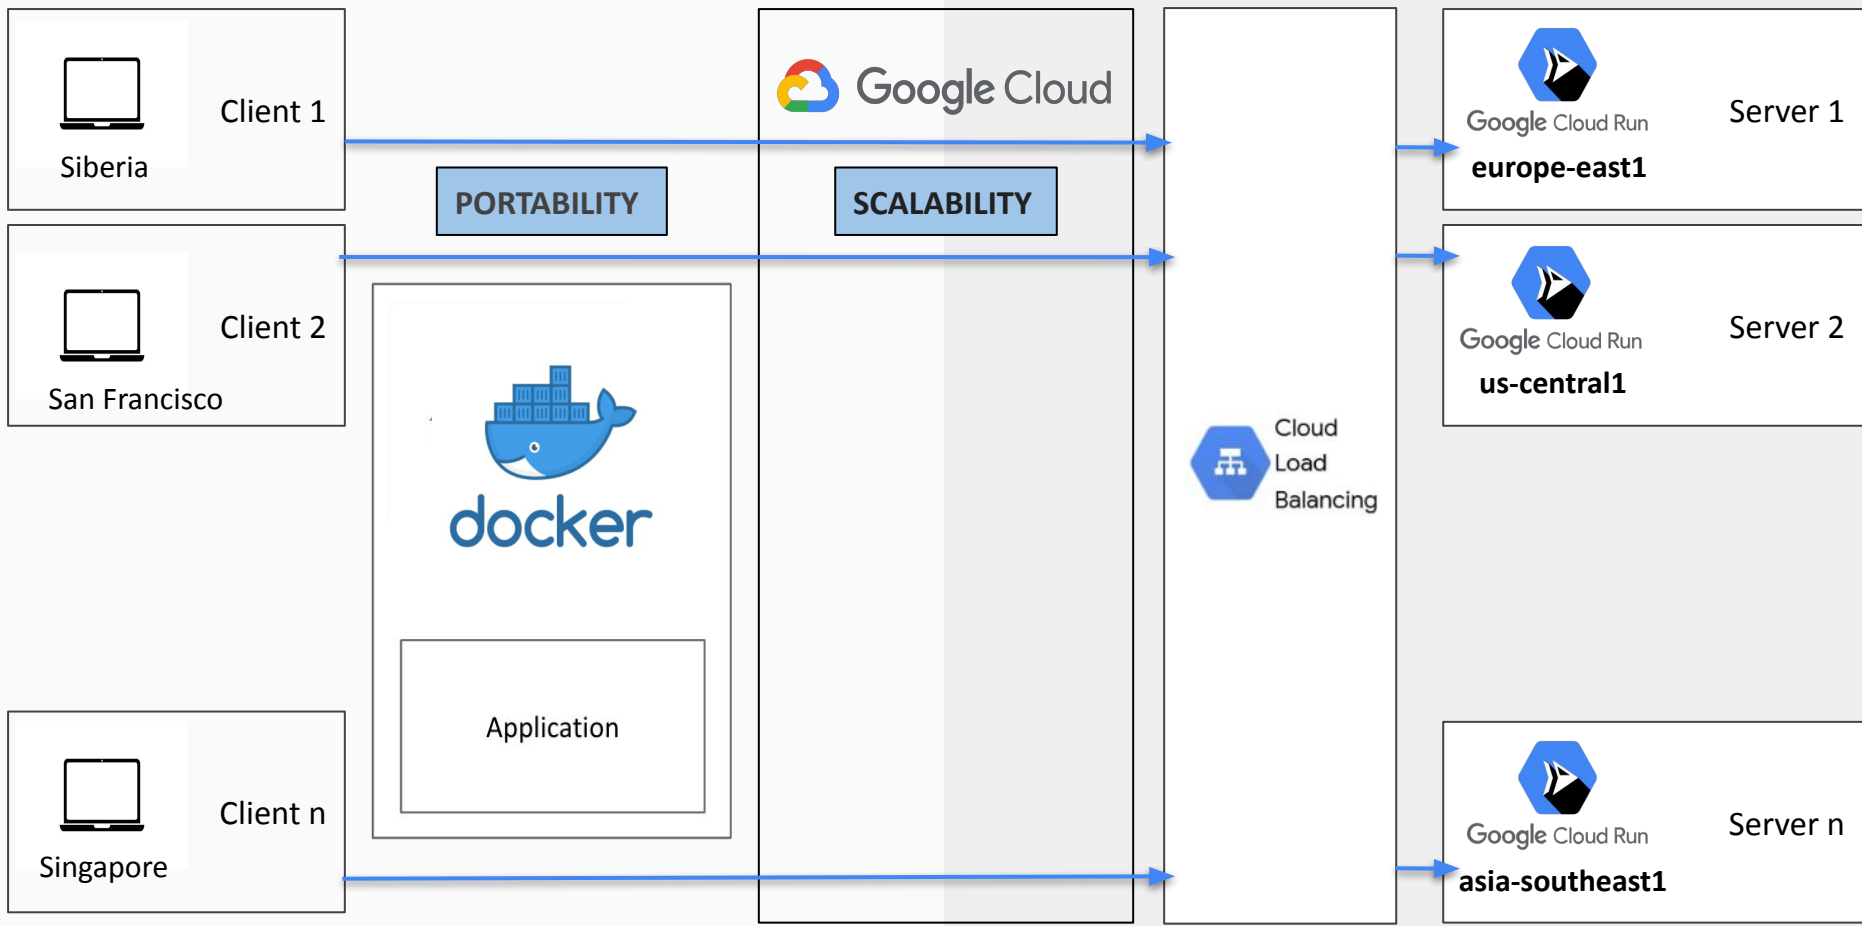 Client 1
Siberia
PORTABILITY
Google Cloud
SCALABILITY
Google Cloud Run
Server 1
europe-east1
Client 2
San Francisco
docker
Application
Cloud
Load
Balancing
Google Cloud Run
Server 2
us-central1
Client n
Singapore
Google Cloud Run
Server n
asia-southeast1